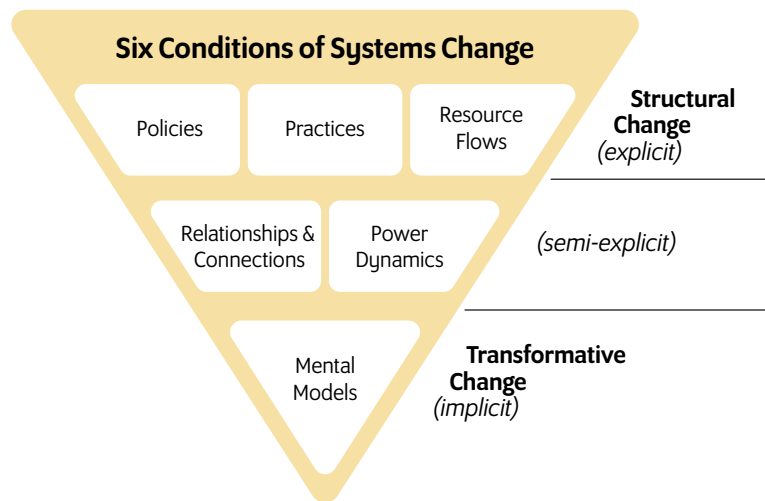 Six Conditions of Systems Change
Policies
Practices
Resource
Flows
Structural
Change
(explicit)
Relationships &
Connections
Power
Dynamics
(semi-explicit)
Mental
Models
Transformative
Change
(implicit)